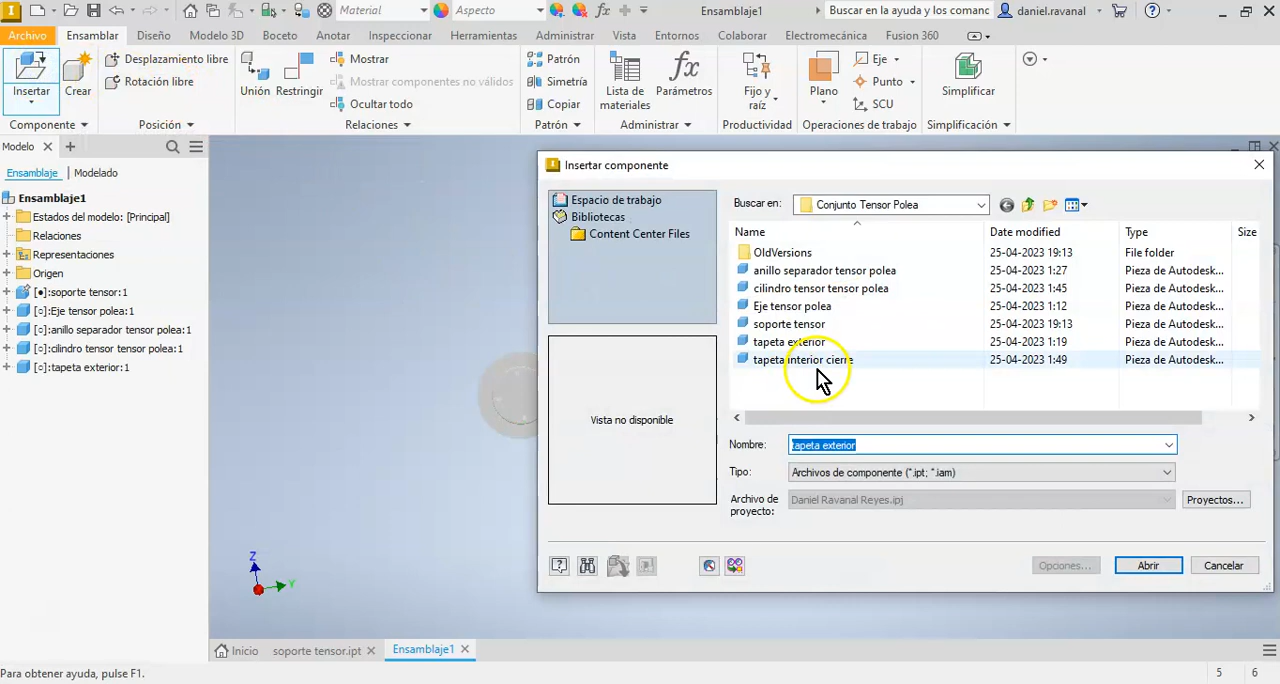 Material
Aspecto
Ensamblaje1
Buscar en la ayuda y los comanc
daniel.ravanal
Archivo
Ensamblar
Diseño
Modelo 3D
Boceto
Anotar
Inspeccionar
Herramientas
Administrar
Vista
Entornos
Colaborar
Electromecánica
Fusion 360
Insertar
Crear
Desplazamiento libre
Rotación libre
Unión
Restringir
Mostrar
Mostrar componentes no válidos
Ocultar todo
Patrón
Simetría
Copiar
Lista de
materiales
Parámetros
Fijo y
raíz
Plano
Eje
Punto
SCU
Simplificar
Componente
Posición
Relaciones
Patrón
Administrar
Productividad
Operaciones de trabajo
Simplificación
Modelo
Ensamblaje
Modelado
Ensamblaje1
Estados del modelo: [Principal]
Relaciones
Representaciones
Origen
[●]:soporte tensor:1
[○]:Eje tensor polea:1
[○]:anillo separador tensor polea:1
[○]:cilindro tensor tensor polea:1
[○]:tapeta exterior:1
Insertar componente
Espacio de trabajo
Bibliotecas
Content Center Files
Vista no disponible
Buscar en:
Conjunto Tensor Polea
Name
Date modified
Type
Size
OldVersions
25-04-2023 19:13
File folder
anillo separador tensor polea
25-04-2023 1:27
Pieza de Autodesk...
cilindro tensor tensor polea
25-04-2023 1:45
Pieza de Autodesk...
Eje tensor polea
25-04-2023 1:12
Pieza de Autodesk...
soporte tensor
25-04-2023 19:13
Pieza de Autodesk...
tapeta exterior
25-04-2023 1:19
Pieza de Autodesk...
tapeta interior cierre
25-04-2023 1:49
Pieza de Autodesk...
Nombre:
tapeta exterior
Tipo:
Archivos de componente (*.ipt; *.iam)
Archivo de
proyecto:
Daniel Ravanal Reyes.ipj
Proyectos...
Opciones...
Abrir
Cancelar
Z
Y
Inicio
soporte tensor.ipt
Ensamblaje1
Para obtener ayuda, pulse F1.
5
6